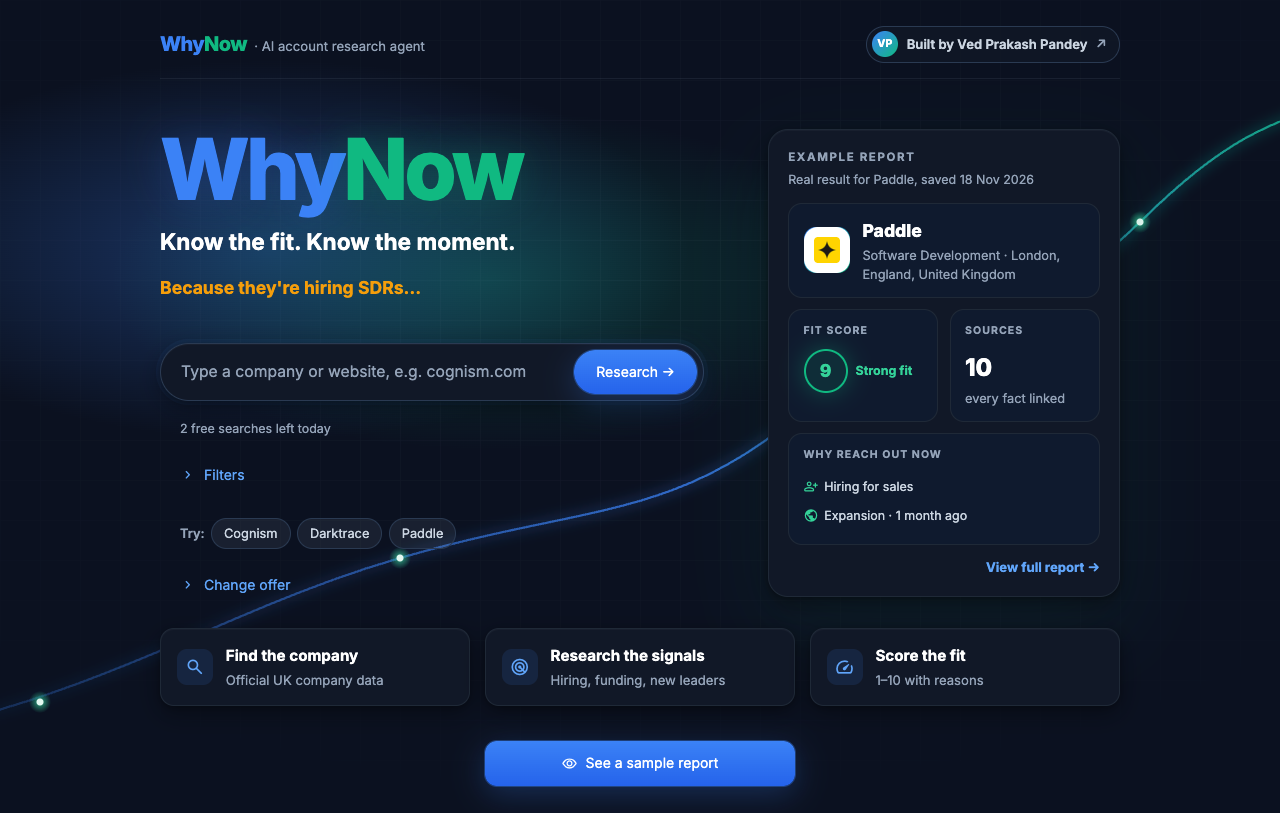 WhyNow · AI account research agent
VP Built by Ved Prakash Pandey ↗
WhyNow
Know the fit. Know the moment.
Because they're hiring SDRs...
Type a company or website, e.g. cognism.com
Research →
2 free searches left today
Filters
Try: Cognism Darktrace Paddle
Change offer
EXAMPLE REPORT
Real result for Paddle, saved 18 Nov 2026
Paddle
Software Development · London,
England, United Kingdom
FIT SCORE
9 Strong fit
SOURCES
10
every fact linked
WHY REACH OUT NOW
Hiring for sales
Expansion · 1 month ago
View full report →
Find the company
Official UK company data
Research the signals
Hiring, funding, new leaders
Score the fit
1–10 with reasons
See a sample report